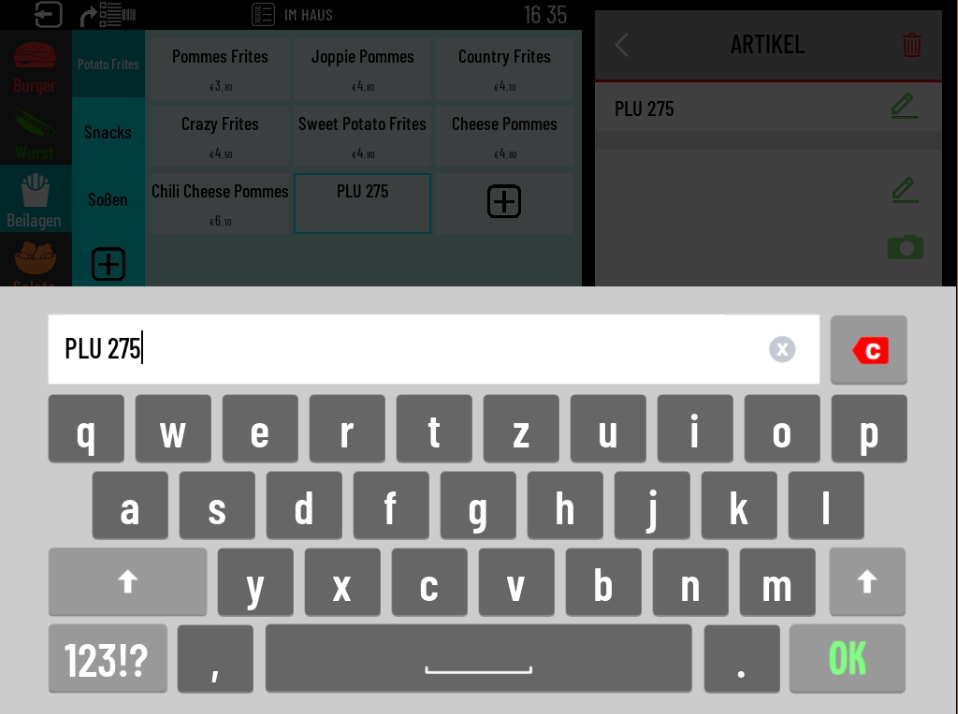 IM HAUS
16 35
ARTIKEL
Burger
Wurst
Beilagen
Salate
Potato Frites
Snacks
Soßen
Pommes Frites
€3,80
Joppie Pommes
€4,80
Country Frites
€4,10
Crazy Frites
€4,50
Sweet Potato Frites
€4,80
Cheese Pommes
€4,80
Chili Cheese Pommes
€6,10
PLU 275
PLU 275
PLU 275
x
C
q w e r t z u i o p
a s d f g h j k l
y x c v b n m
123!? , . OK